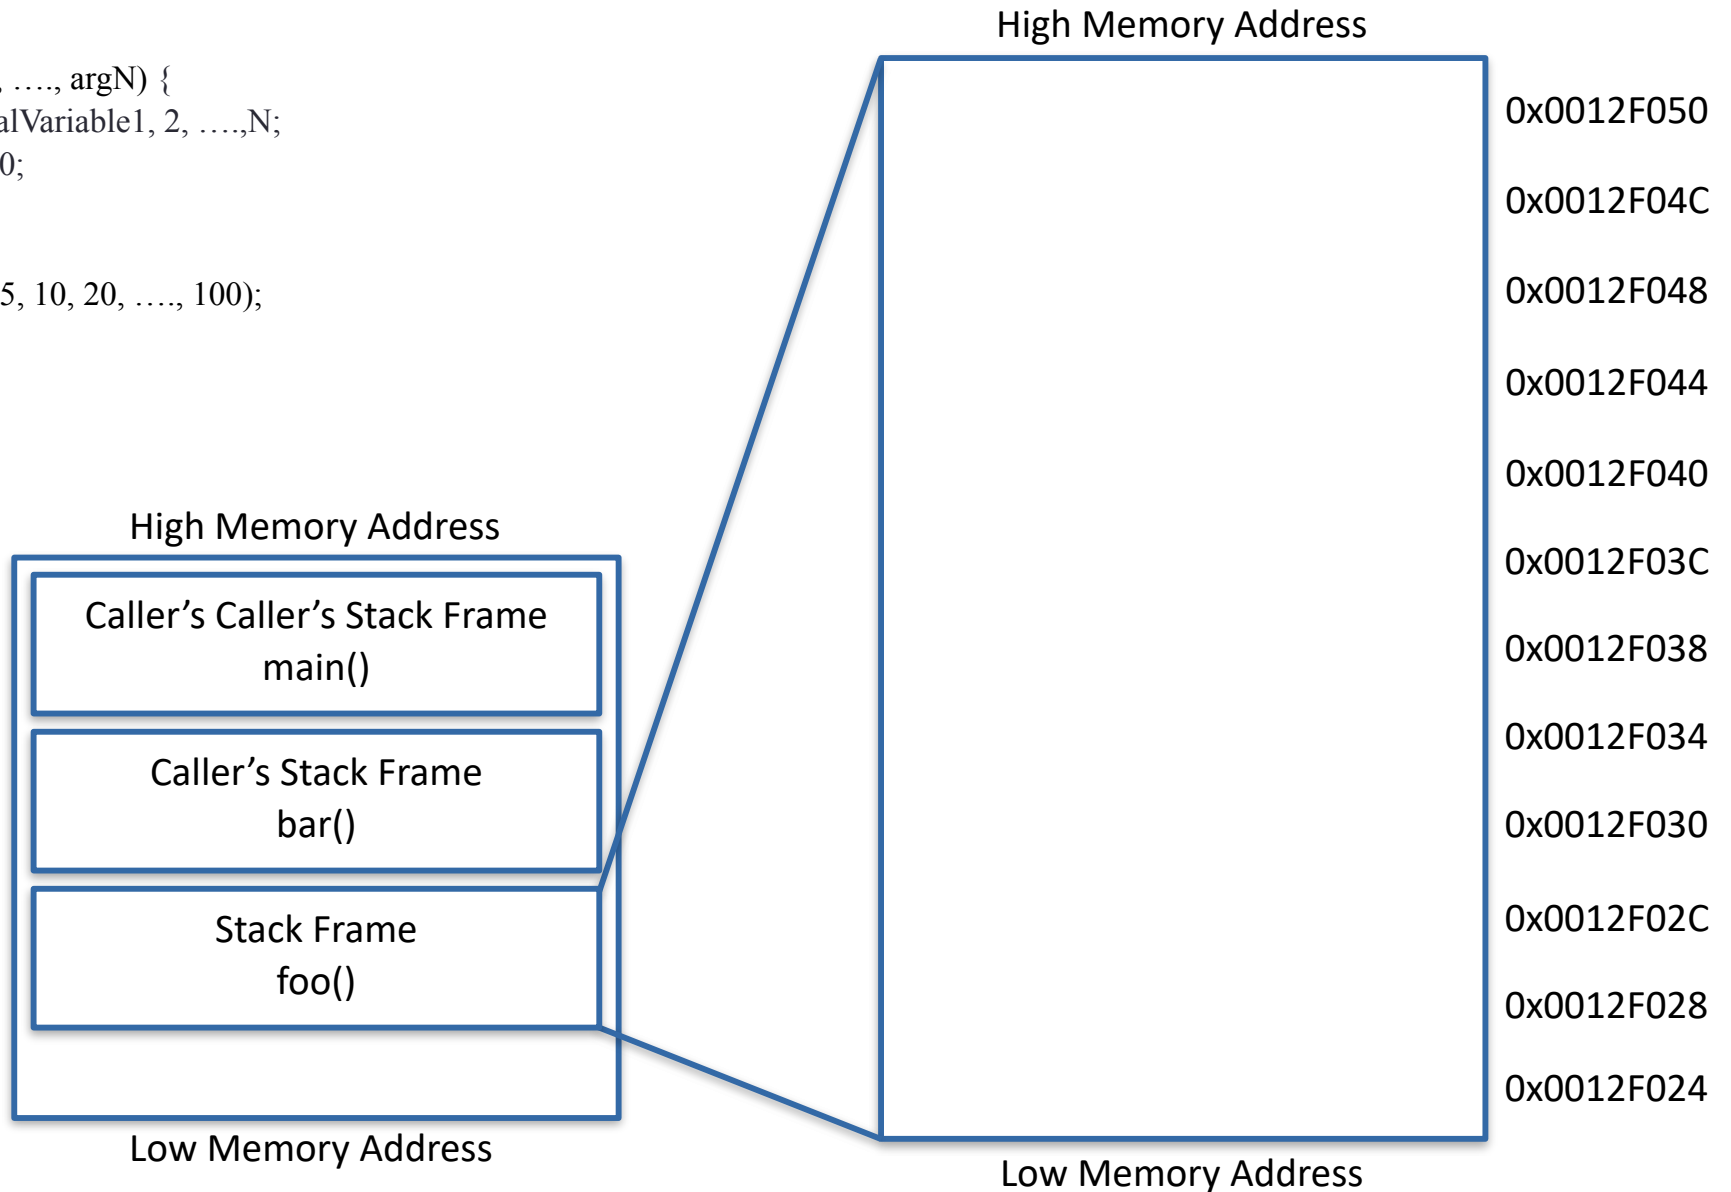 , …., argN) {
alVariable1, 2, ….,N;
0;
5, 10, 20, …., 100);
High Memory Address
Caller’s Caller’s Stack Frame
main()
Caller’s Stack Frame
bar()
Stack Frame
foo()
Low Memory Address
High Memory Address
0x0012F050
0x0012F04C
0x0012F048
0x0012F044
0x0012F040
0x0012F03C
0x0012F038
0x0012F034
0x0012F030
0x0012F02C
0x0012F028
0x0012F024
Low Memory Address